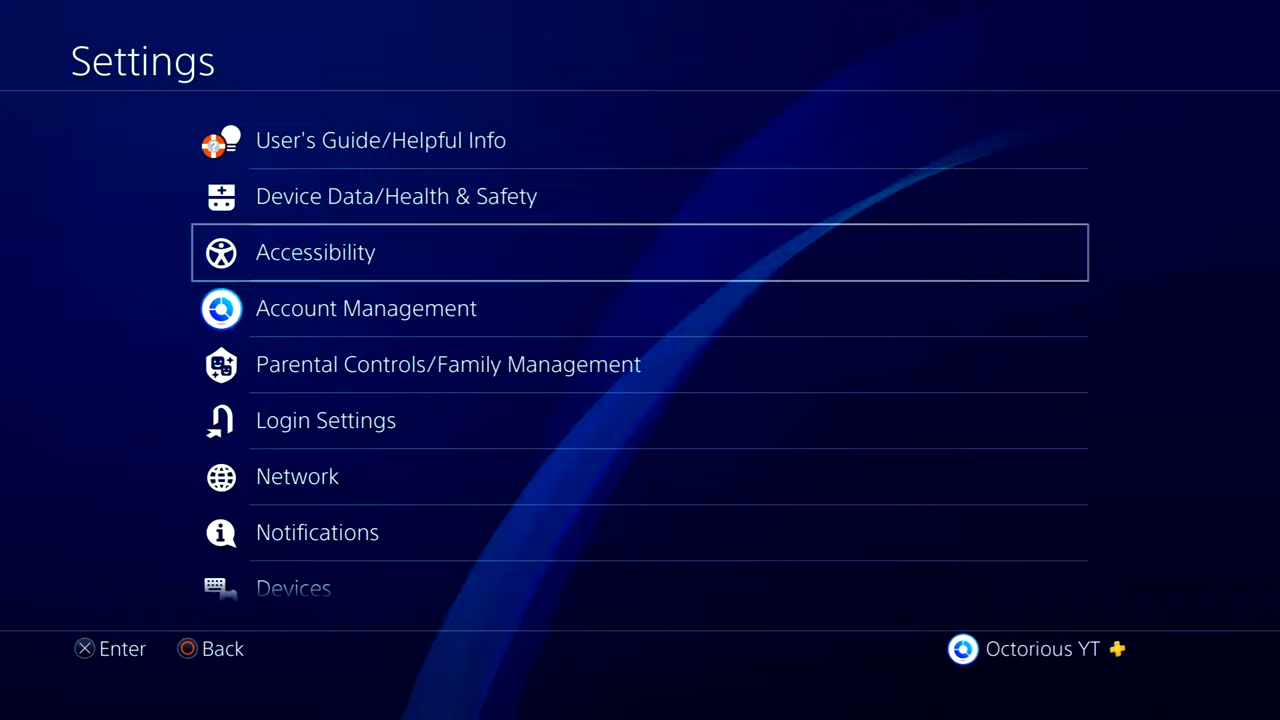 Settings
User's Guide/Helpful Info
Device Data/Health & Safety
Accessibility
Account Management
Parental Controls/Family Management
Login Settings
Network
Notifications
Devices
Enter Back Octorious YT